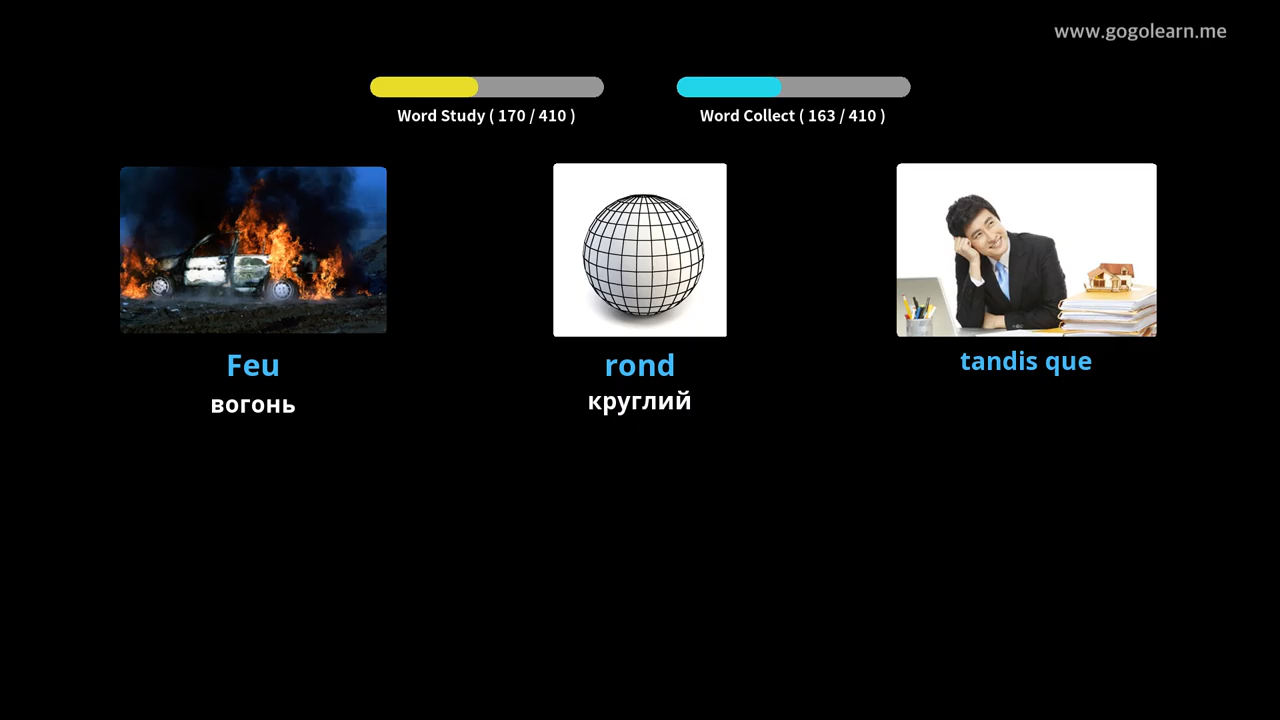 www.gogolearn.me
Word Study ( 170 / 410 )
Word Collect ( 163 / 410 )
Feu
вогонь
rond
круглий
tandis que